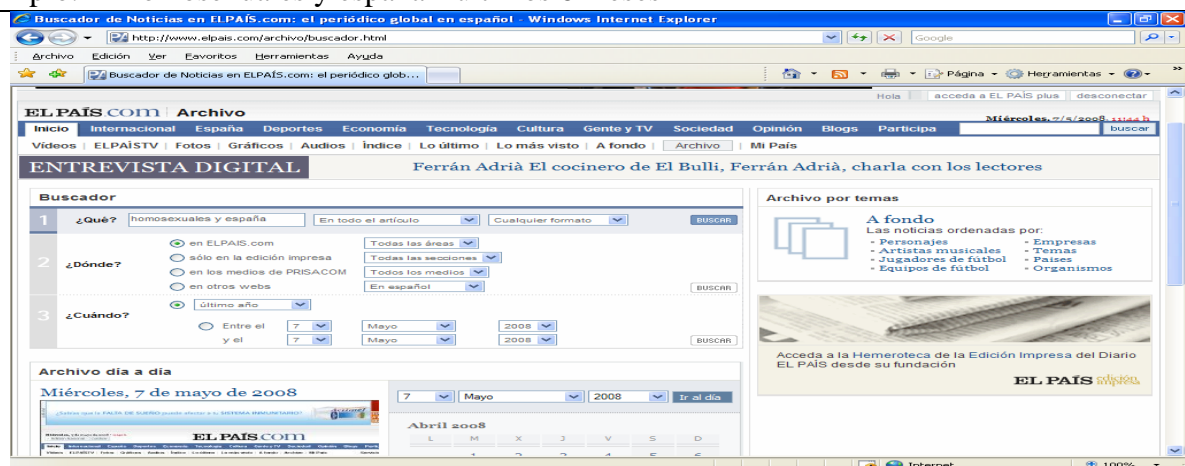 Buscador de Noticias en ELPAÍS.com: el periódico global en español - Windows Internet Explorer
http://www.elpais.com/archivo/buscador.html Google
Archivo Edición Ver Favoritos Herramientas Ayuda
Buscador de Noticias en ELPAÍS.com: el periódico glob... Página Herramientas
Hola acceda a EL PAÍS plus desconectar
EL PAÍS.COM Archivo Miércoles, 7/5/2008, 11:44 h
Inicio Internacional España Deportes Economía Tecnología Cultura Gente y TV Sociedad Opinión Blogs Participa buscar
Vídeos ELPAÍSTV Fotos Gráficos Audios Índice Lo último Lo más visto A fondo Archivo Mi País
ENTREVISTA DIGITAL Ferrán Adrià El cocinero de El Bulli, Ferrán Adrià, charla con los lectores
Buscador
1 ¿Qué? homosexuales y españa En todo el artículo Cualquier formato BUSCAR
2 ¿Dónde?
en ELPAIS.com Todas las áreas
sólo en la edición impresa Todas las secciones
en los medios de PRISACOM Todos los medios
en otros webs En español BUSCAR
3 ¿Cuándo?
último año
Entre el 7 Mayo 2008
y el 7 Mayo 2008 BUSCAR
Archivo por temas
A fondo
Las noticias ordenadas por:
- Personajes - Empresas
- Artistas musicales - Temas
- Jugadores de fútbol - Países
- Equipos de fútbol - Organismos
Acceda a la Hemeroteca de la Edición Impresa del Diario
EL PAÍS desde su fundación
EL PAÍS edición impresa
Archivo día a día
Miércoles, 7 de mayo de 2008
7 Mayo 2008 Ir al día
EL PAÍS.COM
Abril 2008
L M X J V S D
Internet 100%